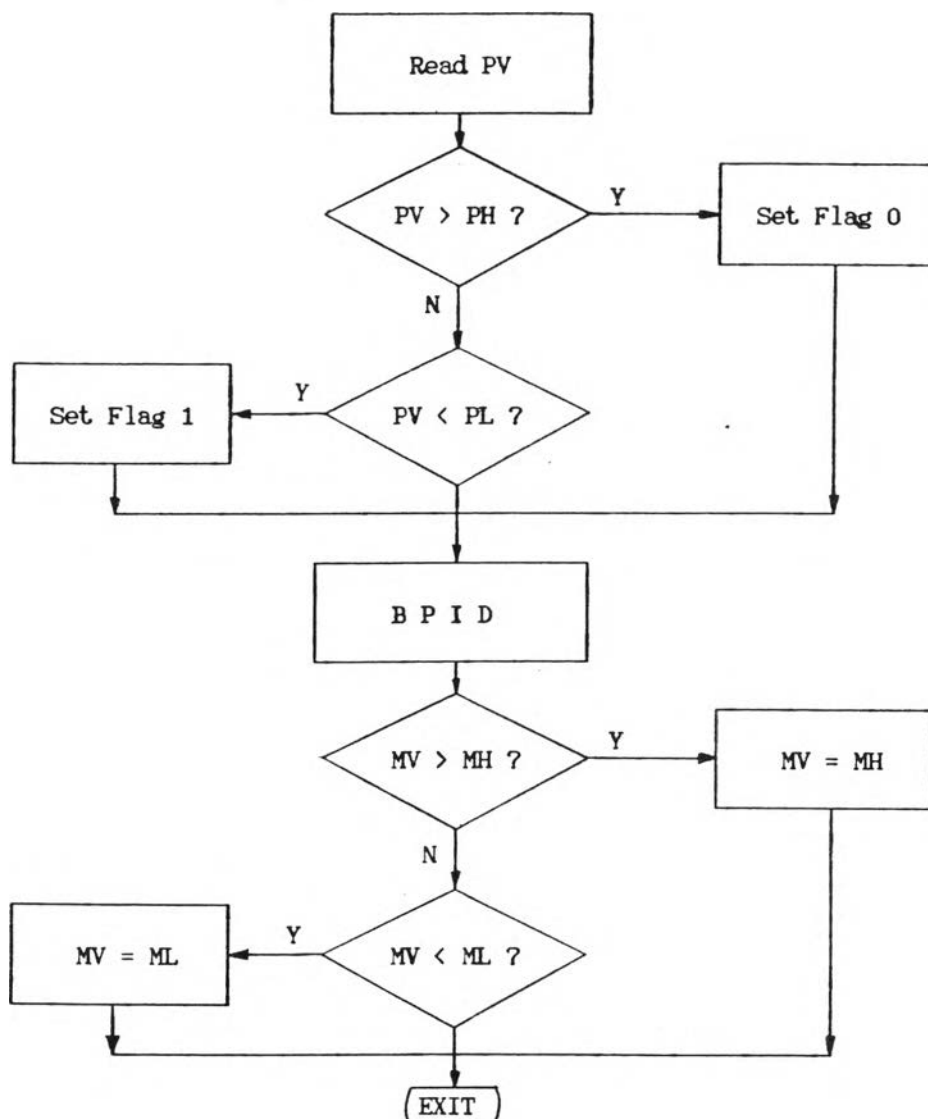 Read PV
PV > PH ?
Y
Set Flag 0
N
Set Flag 1
Y
PV < PL ?
B P I D
MV > MH ?
Y
MV = MH
N
MV = ML
Y
MV < ML ?
EXIT